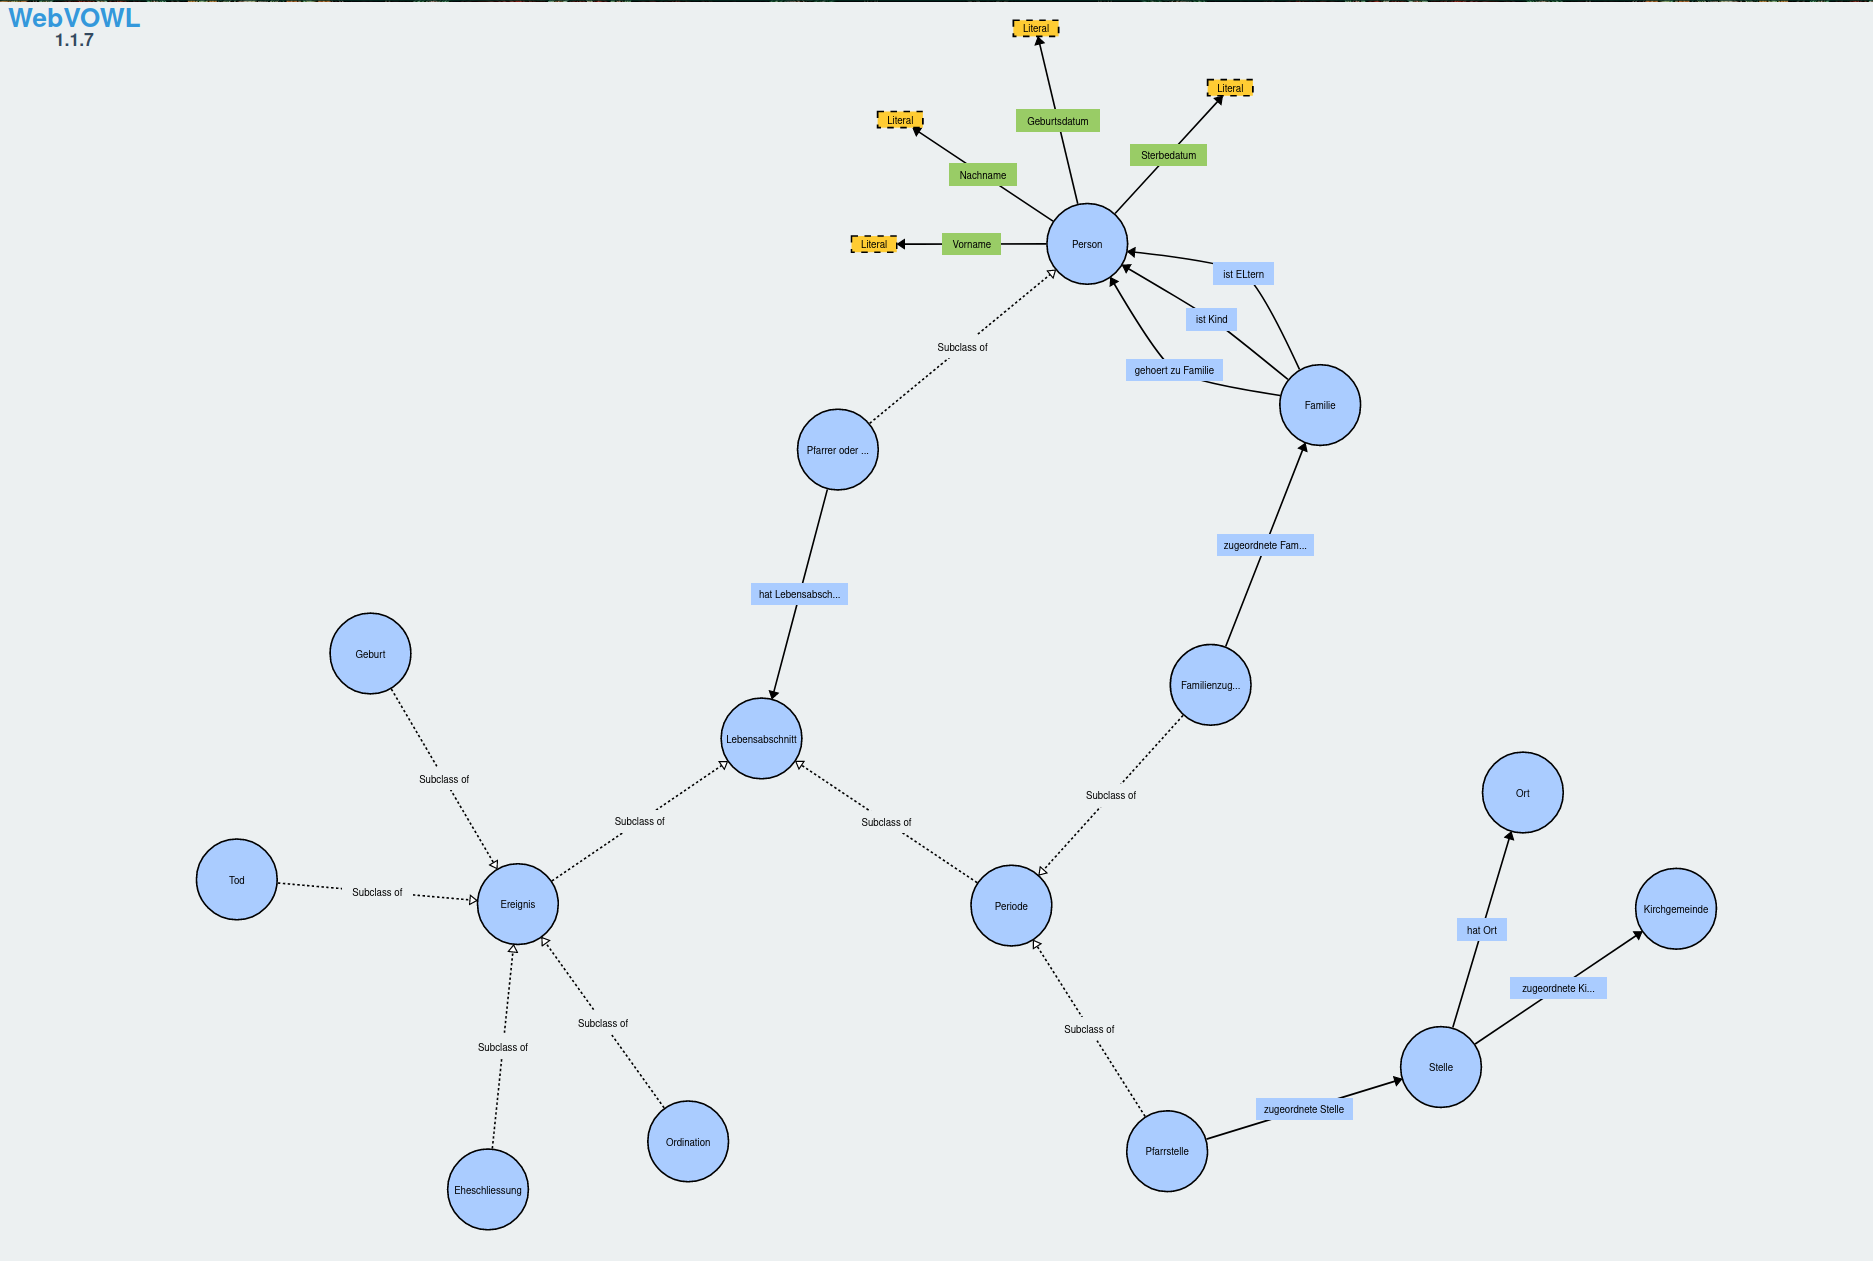 WebVOWL
1.1.7
Literal
Literal
Literal
Geburtsdatum
Sterbedatum
Nachname
Literal
Vorname
Person
ist ELtern
ist Kind
Subclass of
gehoert zu Familie
Familie
Pfarrer oder ...
zugeordnete Fam...
hat Lebensabsch...
Geburt
Familienzug...
Lebensabschnitt
Subclass of
Ort
Subclass of
Subclass of
Subclass of
Tod
Subclass of
Ereignis
Periode
Kirchgemeinde
hat Ort
zugeordnete Ki...
Subclass of
Subclass of
Subclass of
Stelle
zugeordnete Stelle
Ordination
Pfarrstelle
Eheschliessung